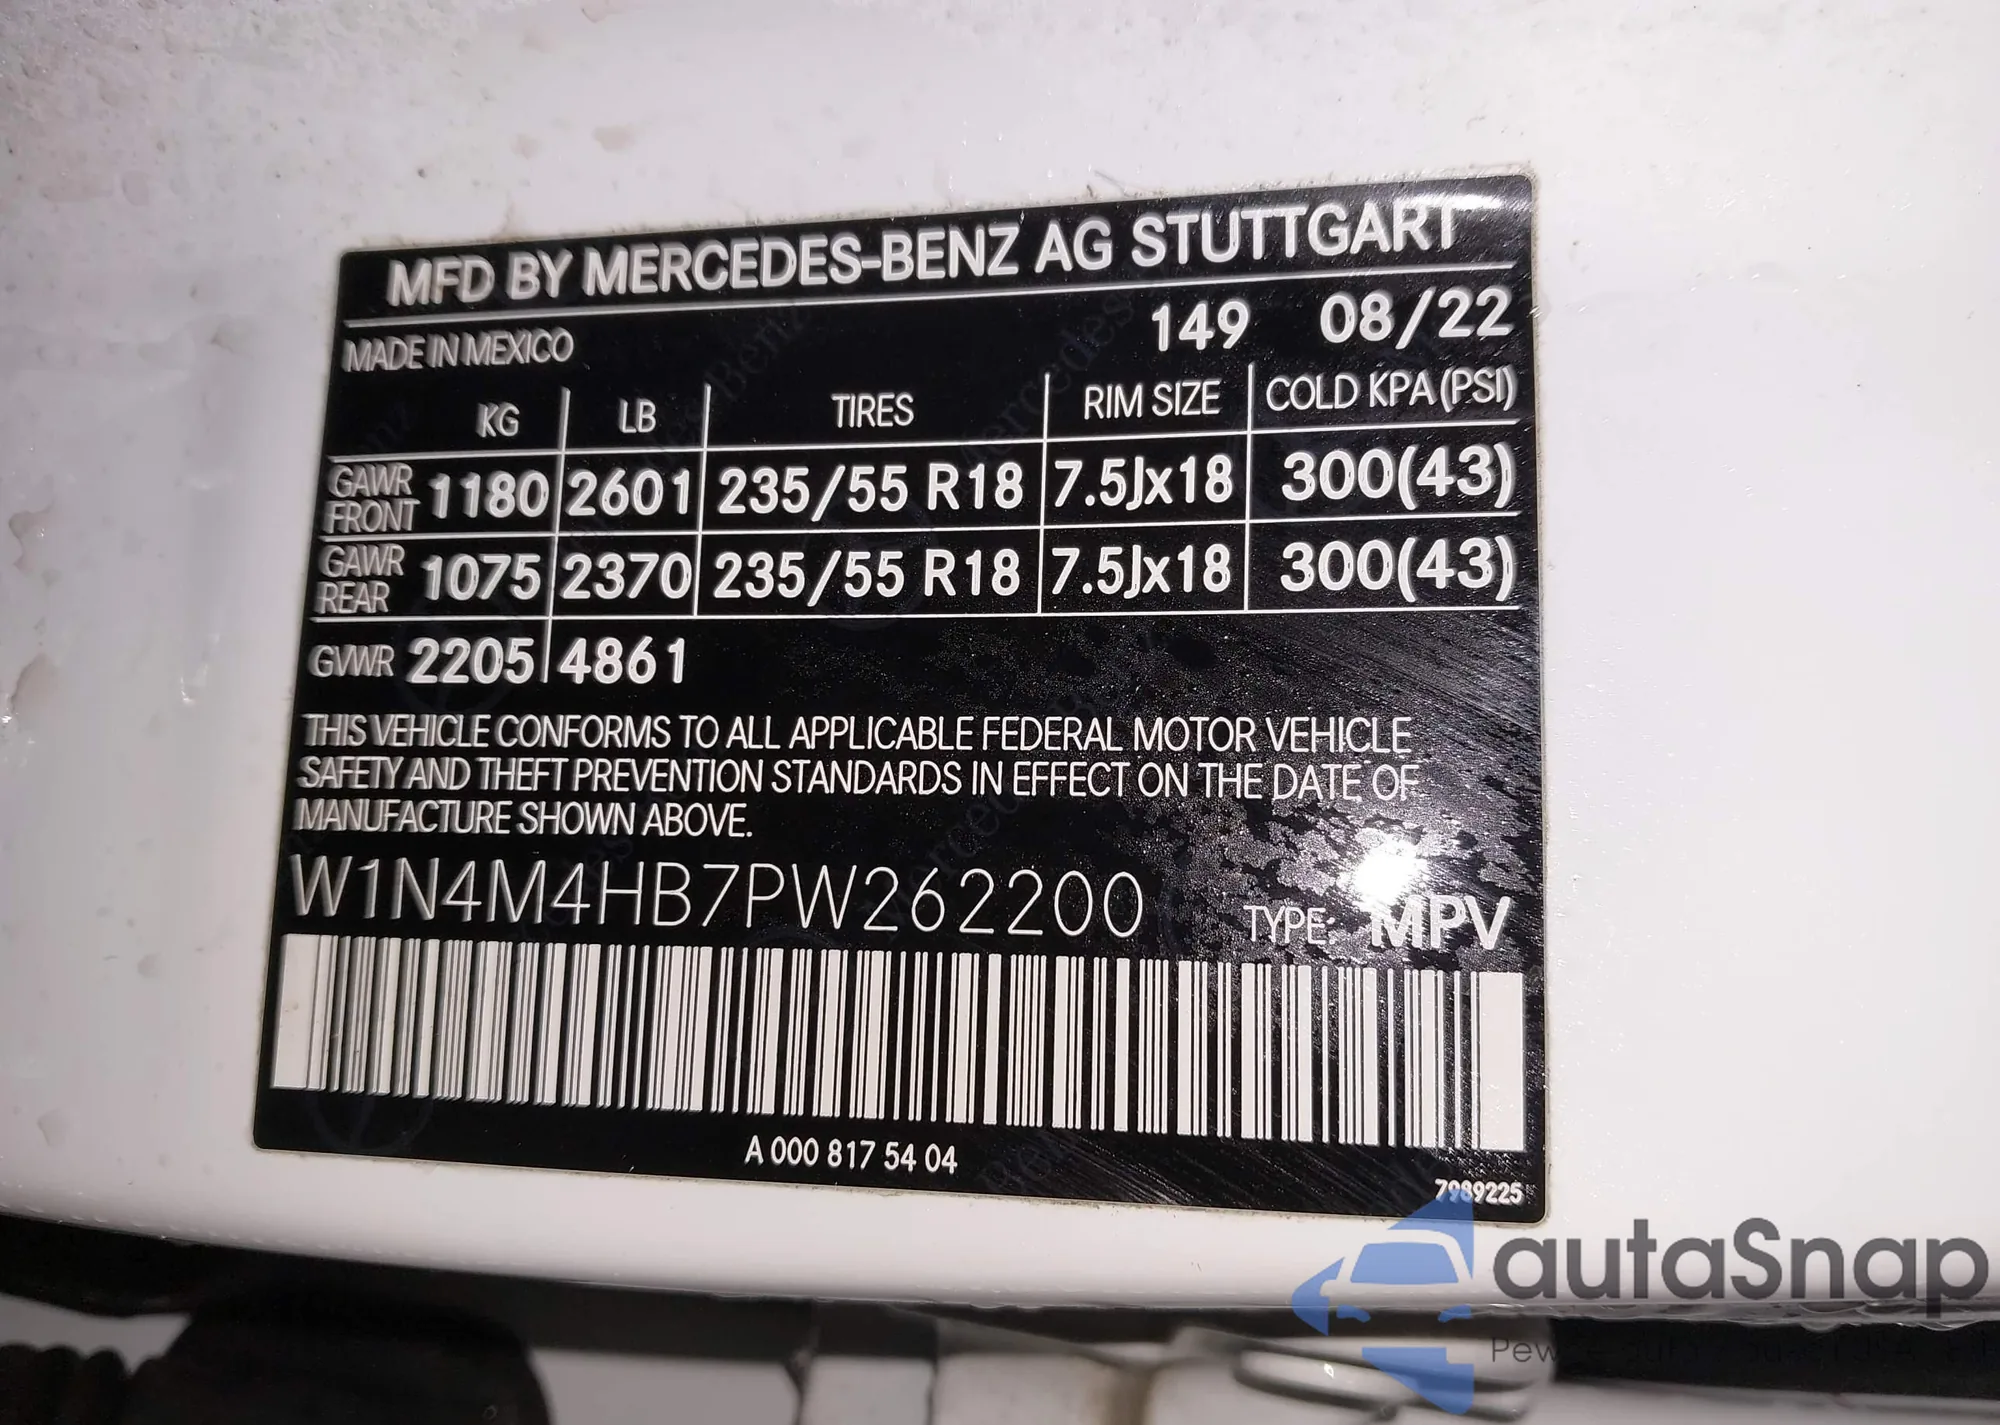 MFD BY MERCEDES-BENZ AG STUTTGART
MADE IN MEXICO 149 08/22
KG LB TIRES RIM SIZE COLD KPA (PSI)
GAWR FRONT 1180 2601 235/55 R18 7.5Jx18 300(43)
GAWR REAR 1075 2370 235/55 R18 7.5Jx18 300(43)
GVWR 2205 4861
THIS VEHICLE CONFORMS TO ALL APPLICABLE FEDERAL MOTOR VEHICLE
SAFETY AND THEFT PREVENTION STANDARDS IN EFFECT ON THE DATE OF
MANUFACTURE SHOWN ABOVE.
W1N4M4HB7PW262200 TYPE: MPV
A 000 817 54 04
7989225
autaSnap